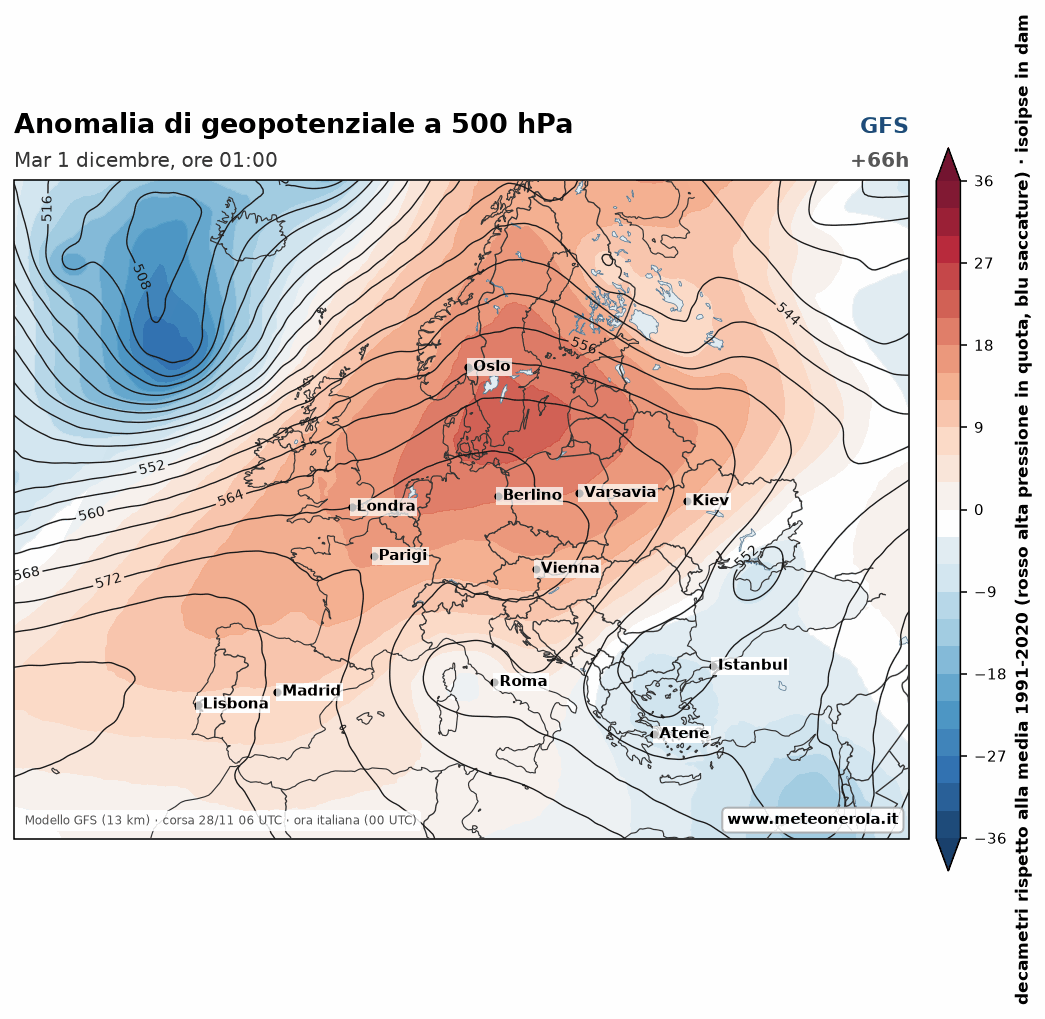 Anomalia di geopotenziale a 500 hPa
GFS
Mar 1 dicembre, ore 01:00
+66h
516
508
544
556
552
564
560
568
572
Oslo
Londra
Berlino
Varsavia
Kiev
Parigi
Vienna
Istanbul
Roma
Madrid
Lisbona
Atene
Modello GFS (13 km) · corsa 28/11 06 UTC · ora italiana (00 UTC)
www.meteonerola.it
36
27
18
9
0
−9
−18
−27
−36
decametri rispetto alla media 1991-2020 (rosso alta pressione in quota, blu saccature) · isoipse in dam